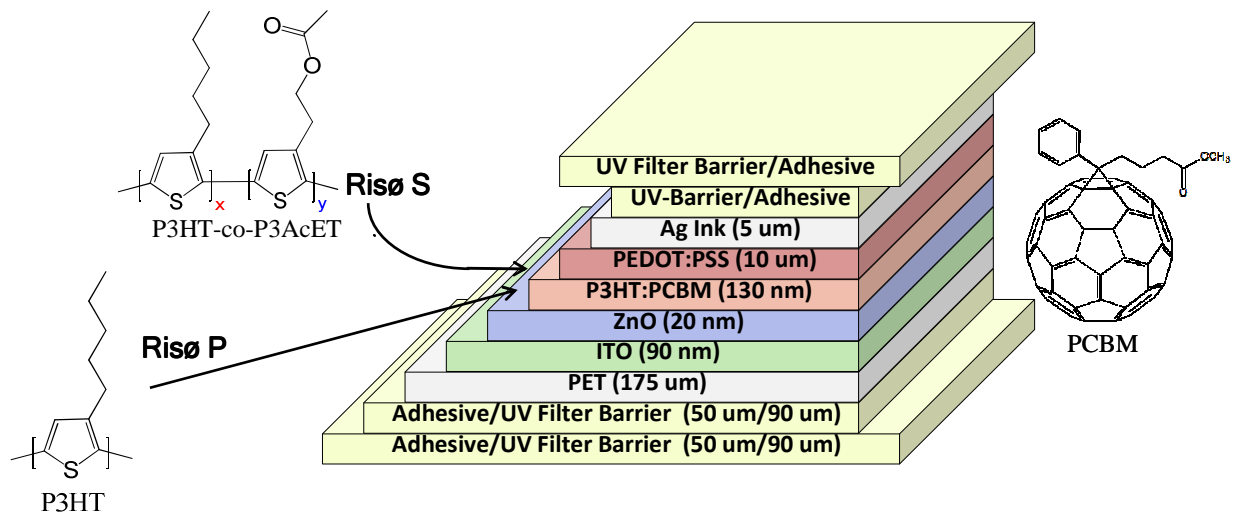 O
O
S
x
S
y
P3HT-co-P3AcET
Risø S
Risø P
S
P3HT
UV Filter Barrier/Adhesive
UV-Barrier/Adhesive
Ag Ink (5 um)
PEDOT:PSS (10 um)
P3HT:PCBM (130 nm)
ZnO (20 nm)
ITO (90 nm)
PET (175 um)
Adhesive/UV Filter Barrier (50 um/90 um)
Adhesive/UV Filter Barrier (50 um/90 um)
OCH₃
O
PCBM